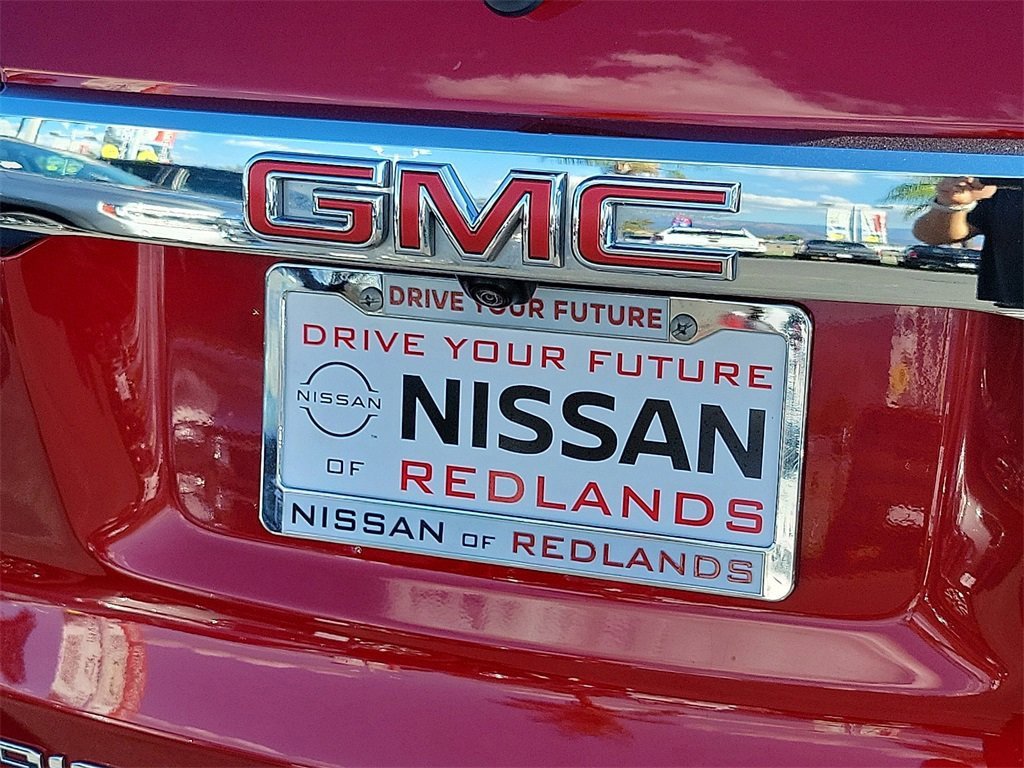 GMC
DRIVE YOUR FUTURE
DRIVE YOUR FUTURE
NISSAN NISSAN
OF REDLANDS
NISSAN OF REDLANDS